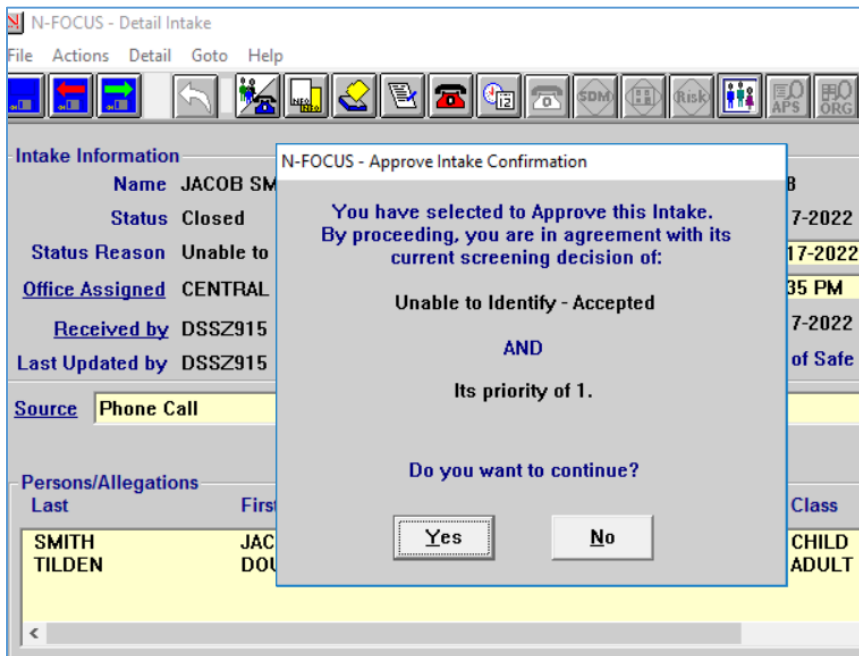 N-FOCUS - Detail Intake
File Actions Detail Goto Help
NEO NFO 12 SDM Risk APS ORG
Intake Information
Name JACOB SM
Status Closed 7-2022
Status Reason Unable to 17-2022
Office Assigned CENTRAL 35 PM
Received by DSSZ915 7-2022
Last Updated by DSSZ915 of Safe
Source Phone Call
Persons/Allegations
Last First Class
SMITH JAC CHILD
TILDEN DOU ADULT
N-FOCUS - Approve Intake Confirmation
You have selected to Approve this Intake.
By proceeding, you are in agreement with its
current screening decision of:
Unable to Identify - Accepted
AND
Its priority of 1.
Do you want to continue?
Yes No